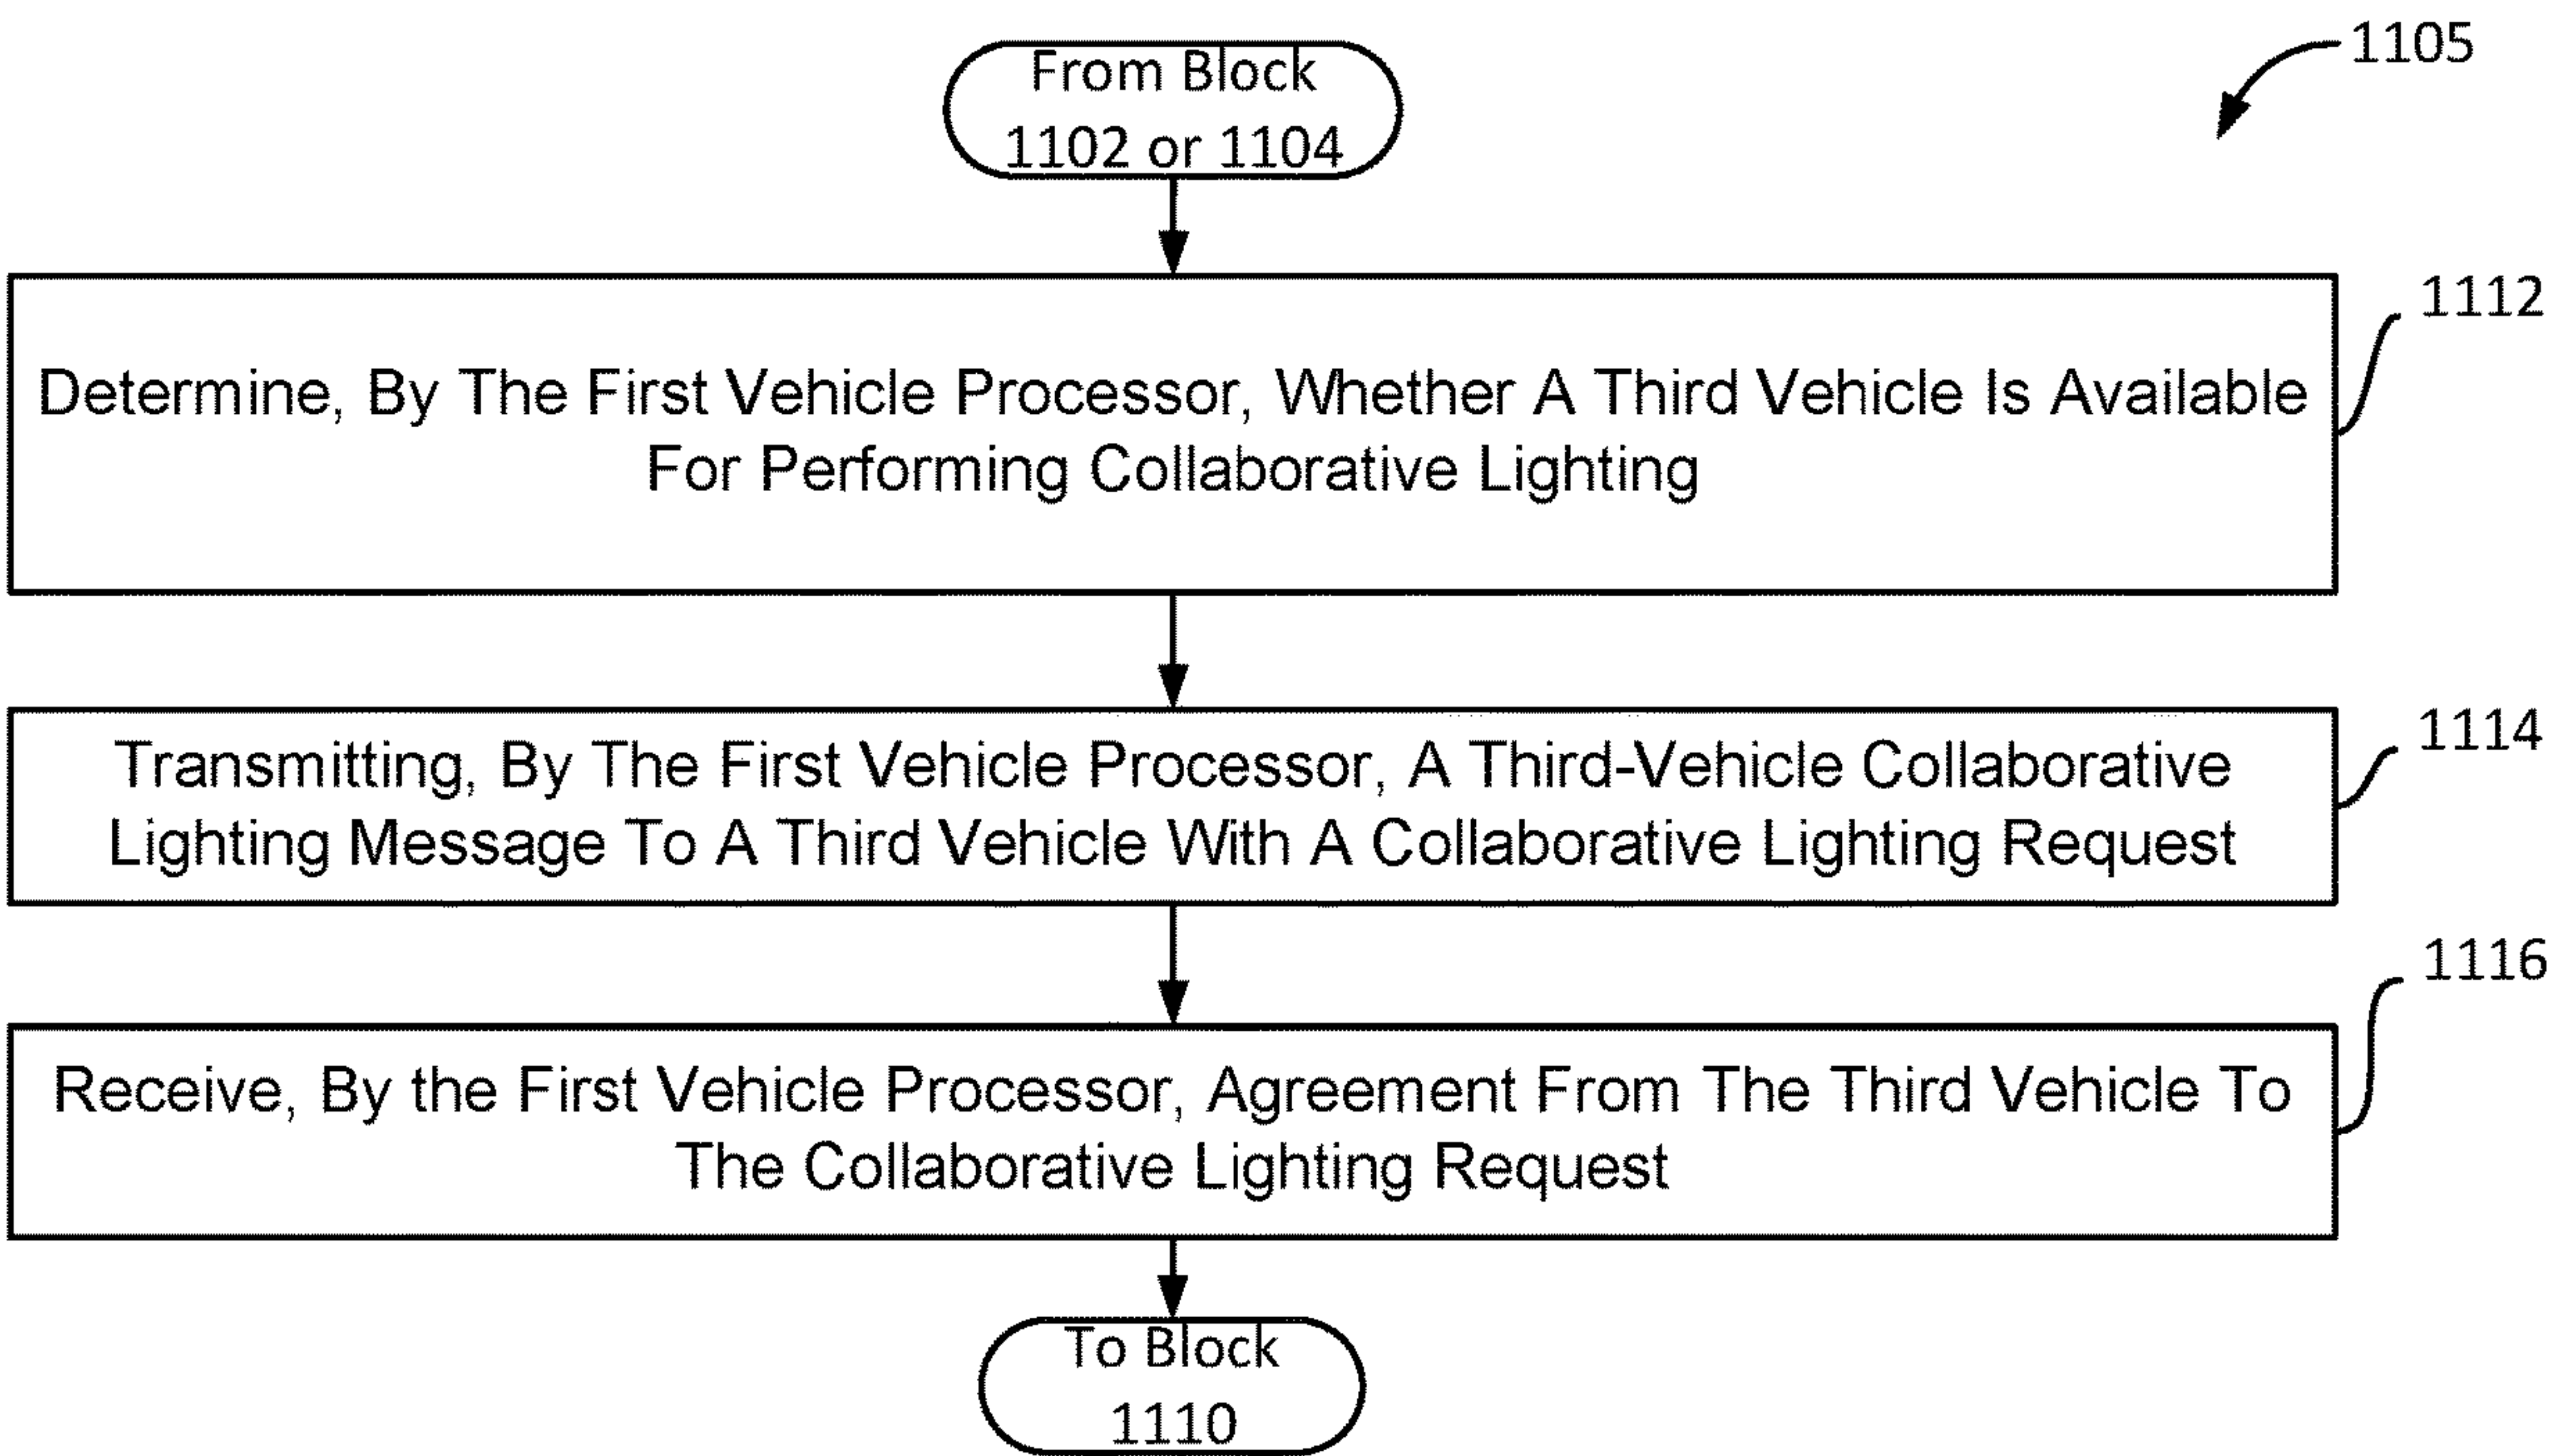 1105
From Block
1102 or 1104
1112
Determine, By The First Vehicle Processor, Whether A Third Vehicle Is Available
For Performing Collaborative Lighting
1114
Transmitting, By The First Vehicle Processor, A Third-Vehicle Collaborative
Lighting Message To A Third Vehicle With A Collaborative Lighting Request
1116
Receive, By the First Vehicle Processor, Agreement From The Third Vehicle To
The Collaborative Lighting Request
To Block
1110